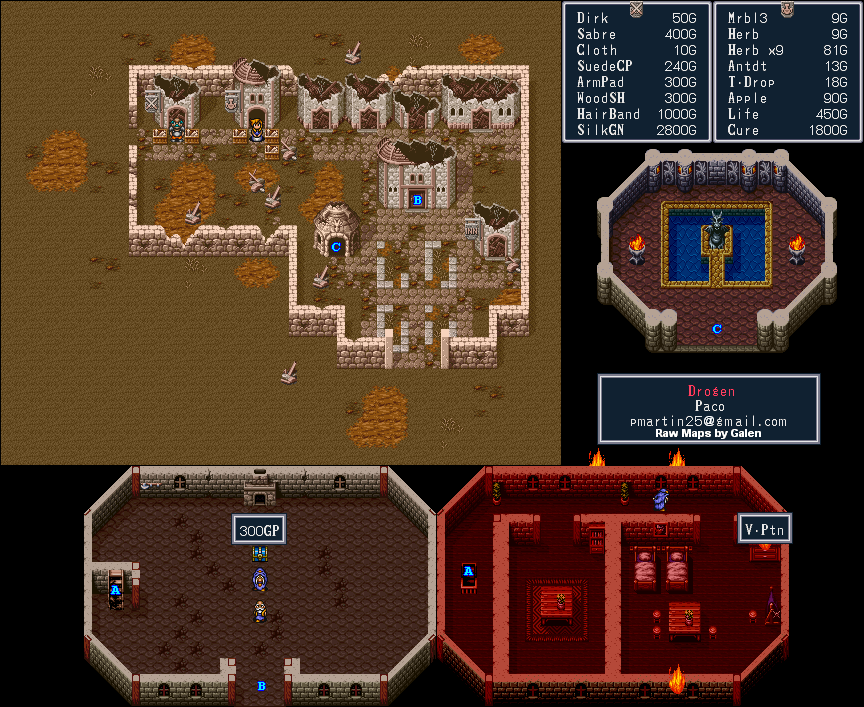 Dirk 50G
Sabre 400G
Cloth 10G
SuedeCP 240G
ArmPad 300G
WoodSH 300G
HairBand 1000G
SilkGN 2800G
Mrbl3 9G
Herb 9G
Herb x9 81G
Antdt 13G
T·Drop 18G
Apple 90G
Life 450G
Cure 1800G
B
C
INN
C
Drogen
Paco
pmartin25@gmail.com
Raw Maps by Galen
300GP
V·Ptn
A
A
B